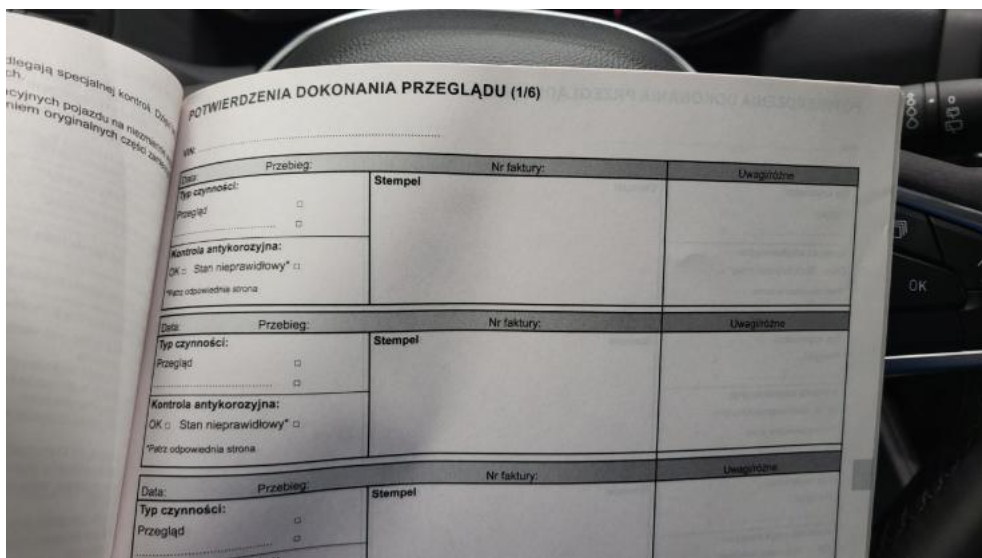 dlegają specjalnej kontroli.
ch.
acyjnych pojazdu na
niem oryginalnych części
POTWIERDZENIA DOKONANIA PRZEGLĄDU (1/6)
VIN:
Data: Przebieg: Nr faktury: Uwagi/różne
Typ czynności: Stempel
Przegląd □
□
Kontrola antykorozyjna:
OK □ Stan nieprawidłowy* □
*Patrz odpowiednia strona
Data: Przebieg: Nr faktury: Uwagi/różne
Typ czynności: Stempel
Przegląd □
□
Kontrola antykorozyjna:
OK □ Stan nieprawidłowy* □
*Patrz odpowiednia strona
Data: Przebieg: Nr faktury: Uwagi/różne
Typ czynności: Stempel
Przegląd □
□
OK